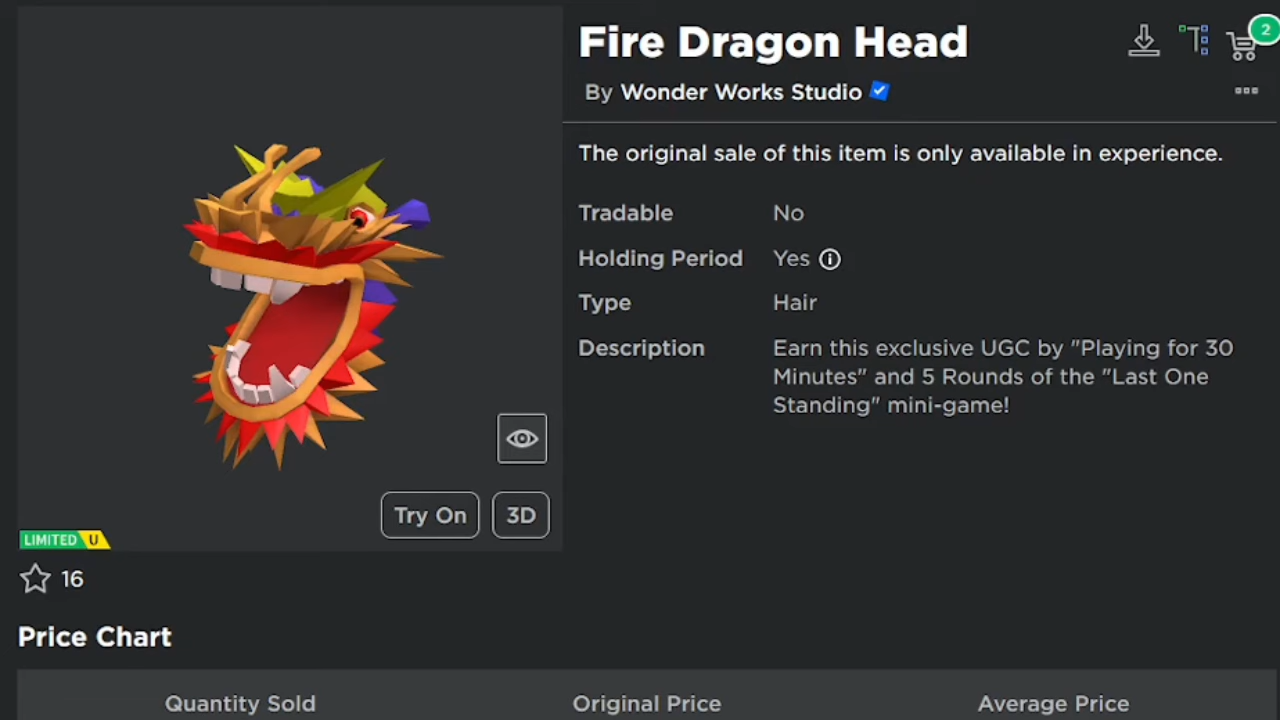 Fire Dragon Head
2
By Wonder Works Studio
The original sale of this item is only available in experience.
Tradable No
Holding Period Yes
Type Hair
Description Earn this exclusive UGC by "Playing for 30
Minutes" and 5 Rounds of the "Last One
Standing" mini-game!
Try On 3D
LIMITED U
16
Price Chart
Quantity Sold Original Price Average Price